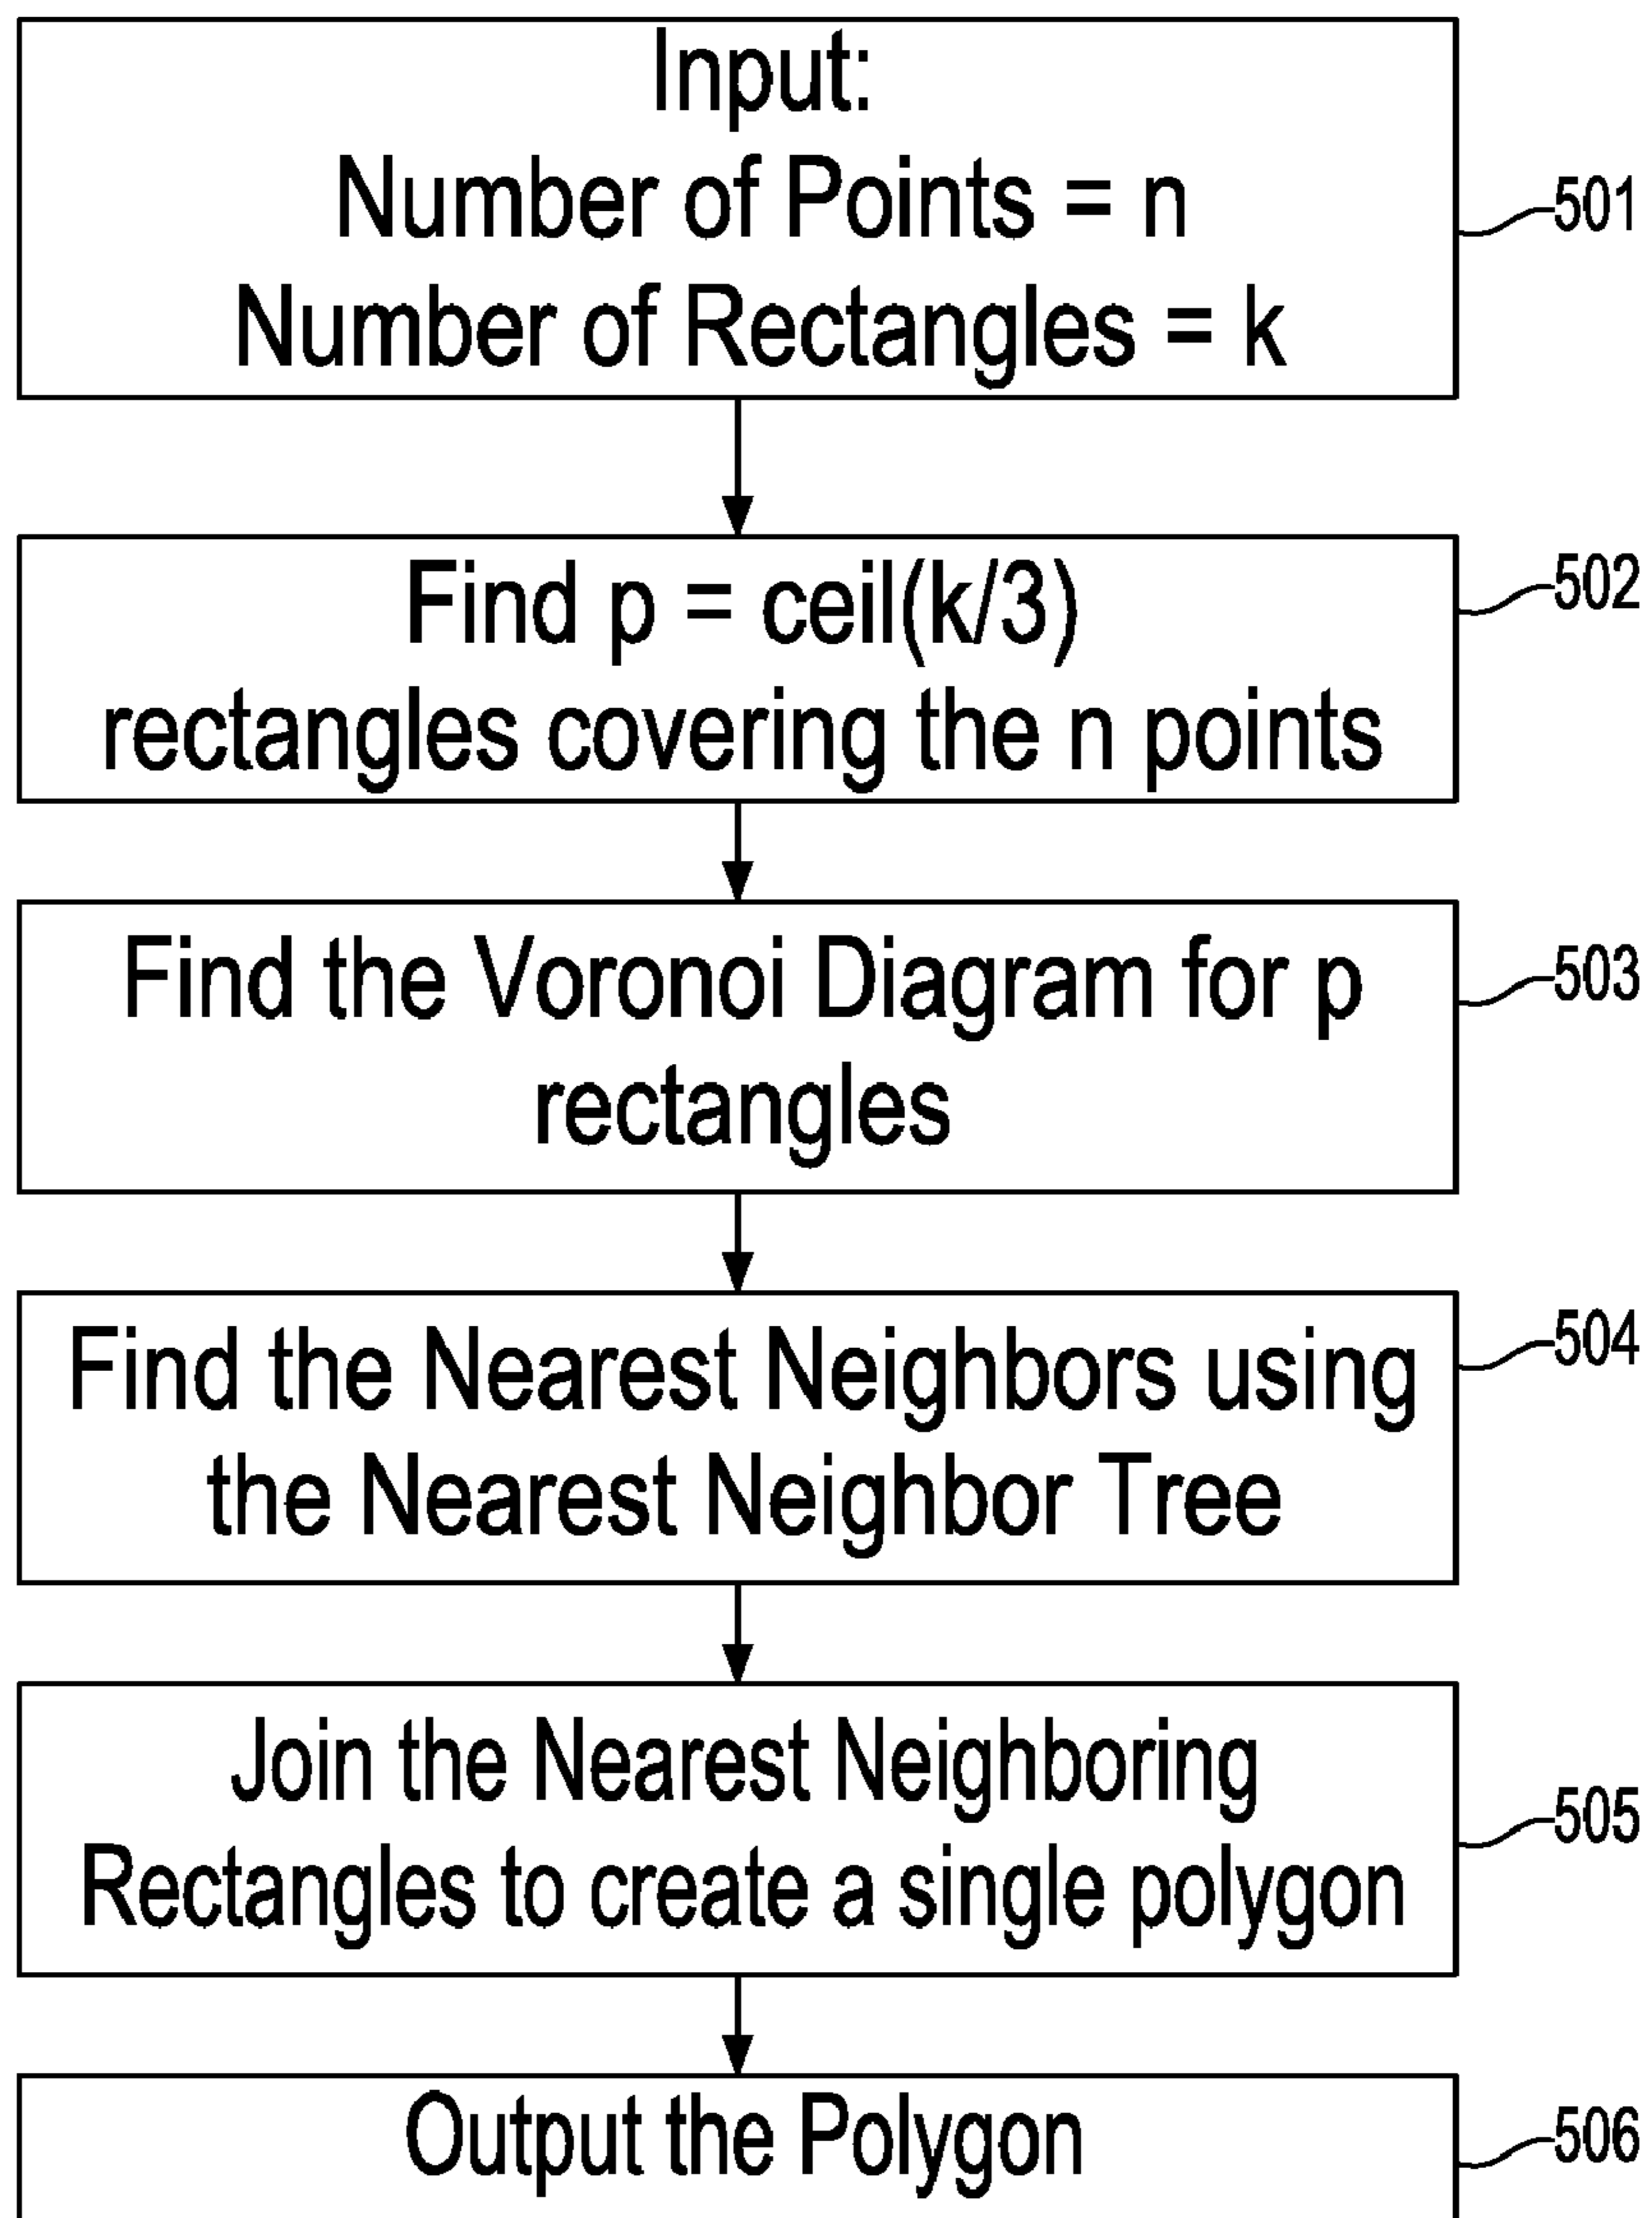 Input:
Number of Points = n
Number of Rectangles = k
501
Find p = ceil(k/3)
rectangles covering the n points
502
Find the Voronoi Diagram for p
rectangles
503
Find the Nearest Neighbors using
the Nearest Neighbor Tree
504
Join the Nearest Neighboring
Rectangles to create a single polygon
505
Output the Polygon
506